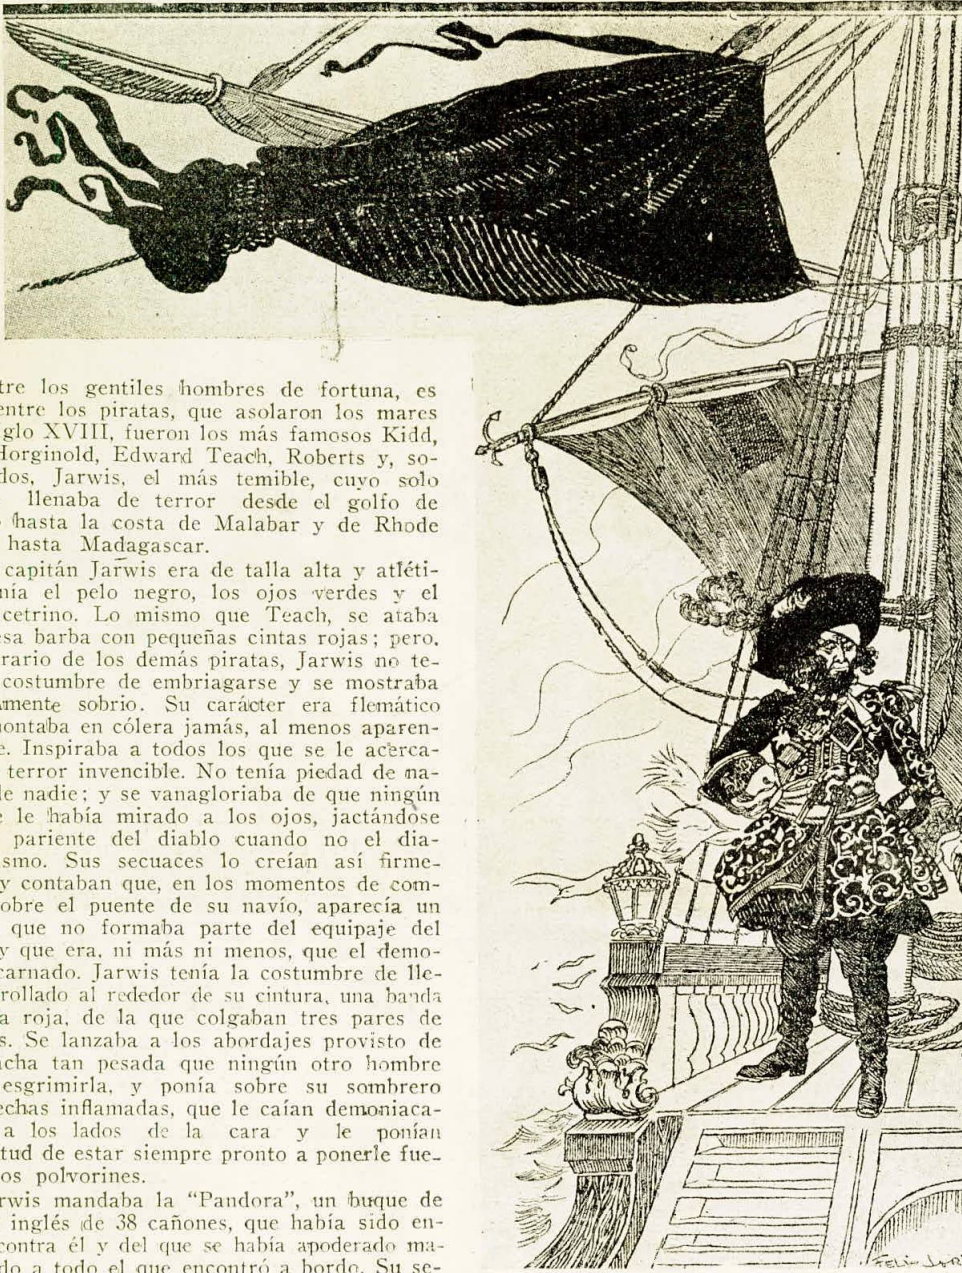 tre los gentiles hombres de fortuna, es
entre los piratas, que asolaron los mares
glo XVIII, fueron los más famosos Kidd,
Horginold, Edward Teach, Roberts y, so-
dos, Jarwis, el más temible, cuyo solo
llenaba de terror desde el golfo de
hasta la costa de Malabar y de Rhode
hasta Madagascar.
capitán Jarwis era de talla alta y atléti-
nía el pelo negro, los ojos verdes y el
cetrino. Lo mismo que Teach, se ataba
sa barba con pequeñas cintas rojas; pero,
rario de los demás piratas, Jarwis no te-
costumbre de embriagarse y se mostraba
mente sobrio. Su carácter era flemático
ontaba en cólera jamás, al menos aparen-
e. Inspiraba a todos los que se le acerca-
terror invencible. No tenía piedad de na-
de nadie; y se vanagloriaba de que ningún
e le había mirado a los ojos, jactándose
pariente del diablo cuando no el dia-
smo. Sus secuaces lo creían así firme-
y contaban que, en los momentos de com-
obre el puente de su navío, aparecía un
que no formaba parte del equipaje del
y que era, ni más ni menos, que el demo-
carnado. Jarwis tenía la costumbre de lle-
rollado al rededor de su cintura, una banda
a roja, de la que colgaban tres pares de
s. Se lanzaba a los abordajes provisto de
acha tan pesada que ningún otro hombre
esgrimirla, y ponía sobre su sombrero
echas inflamadas, que le caían demoniaca-
a los lados de la cara y le ponían
tud de estar siempre pronto a ponerle fue-
os polvorines.
rwis mandaba la "Pandora", un buque de
inglés de 38 cañones, que había sido en-
contra él y del que se había apoderado ma-
do a todo el que encontró a bordo. Su se-